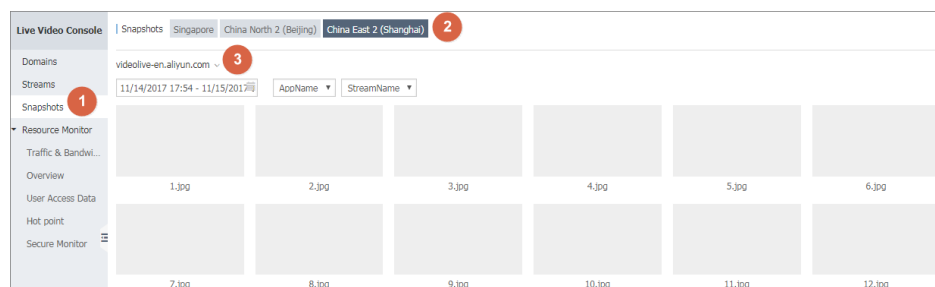 Live Video Console
Snapshots Singapore China North 2 (Beijing) China East 2 (Shanghai) 2
Domains
videolive-en.aliyun.com 3
Streams
11/14/2017 17:54 - 11/15/2017 AppName StreamName
Snapshots 1
Resource Monitor
Traffic & Bandwi...
Overview
User Access Data
Hot point
Secure Monitor
1.jpg 2.jpg 3.jpg 4.jpg 5.jpg 6.jpg
7.jpg 8.jpg 9.jpg 10.jpg 11.jpg 12.jpg